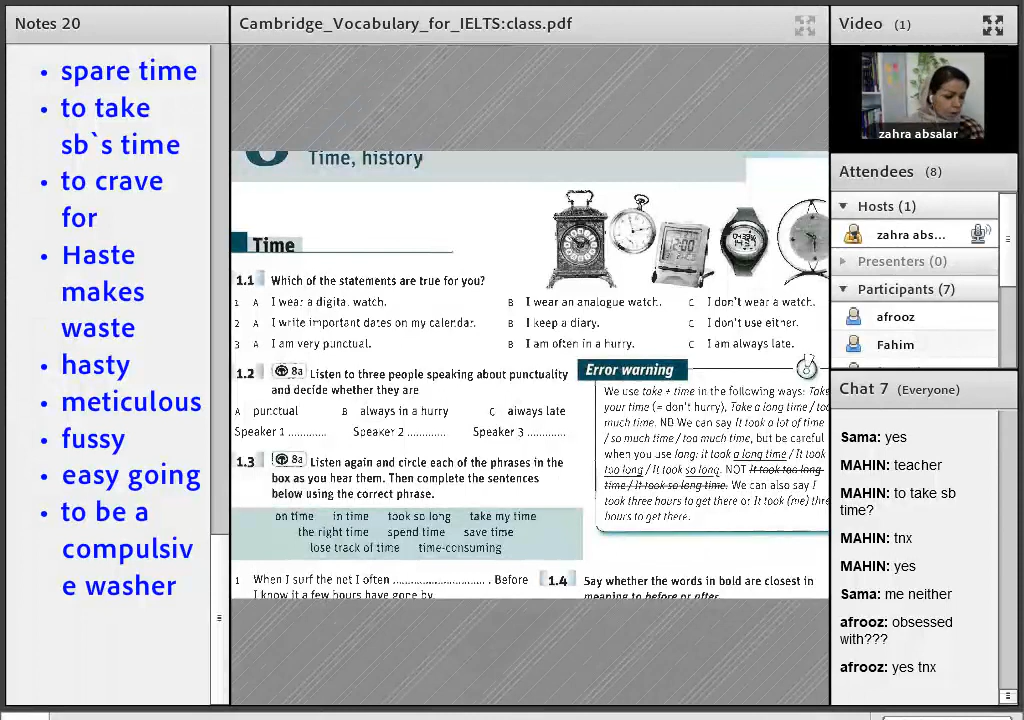 Notes 20
• spare time
• to take
sb`s time
• to crave
for
• Haste
makes
waste
• hasty
• meticulous
• fussy
• easy going
• to be a
compulsiv
e washer
Cambridge_Vocabulary_for_IELTS:class.pdf
Time, history
Time
1.1 Which of the statements are true for you?
1 A I wear a digital watch. B I wear an analogue watch. C I don't wear a watch.
2 A I write important dates on my calendar. B I keep a diary. C I don't use either.
3 A I am very punctual. B I am often in a hurry. C I am always late.
1.2 8a Listen to three people speaking about punctuality
and decide whether they are
A punctual B always in a hurry C always late
Speaker 1 ............ Speaker 2 ............ Speaker 3 ............
1.3 8a Listen again and circle each of the phrases in the
box as you hear them. Then complete the sentences
below using the correct phrase.
on time in time took so long take my time
the right time spend time save time
lose track of time time-consuming
1 When I surf the net I often ............................ . Before
I know it a few hours have gone by.
Error warning
We use take + time in the following ways: Take
your time (= don't hurry), Take a long time / too
much time. NB We can say It took a lot of time
/ so much time / too much time, but be careful
when you use long: it took a long time / It took
too long / It took so long. NOT It took too long
time / It took so long time. We can also say I
took three hours to get there or It took (me) thre
hours to get there.
1.4 Say whether the words in bold are closest in
meaning to before or after.
Video (1)
zahra absalar
Attendees (8)
Hosts (1)
zahra abs...
Presenters (0)
Participants (7)
afrooz
Fahim
Chat 7 (Everyone)
Sama: yes
MAHIN: teacher
MAHIN: to take sb
time?
MAHIN: tnx
MAHIN: yes
Sama: me neither
afrooz: obsessed
with???
afrooz: yes tnx